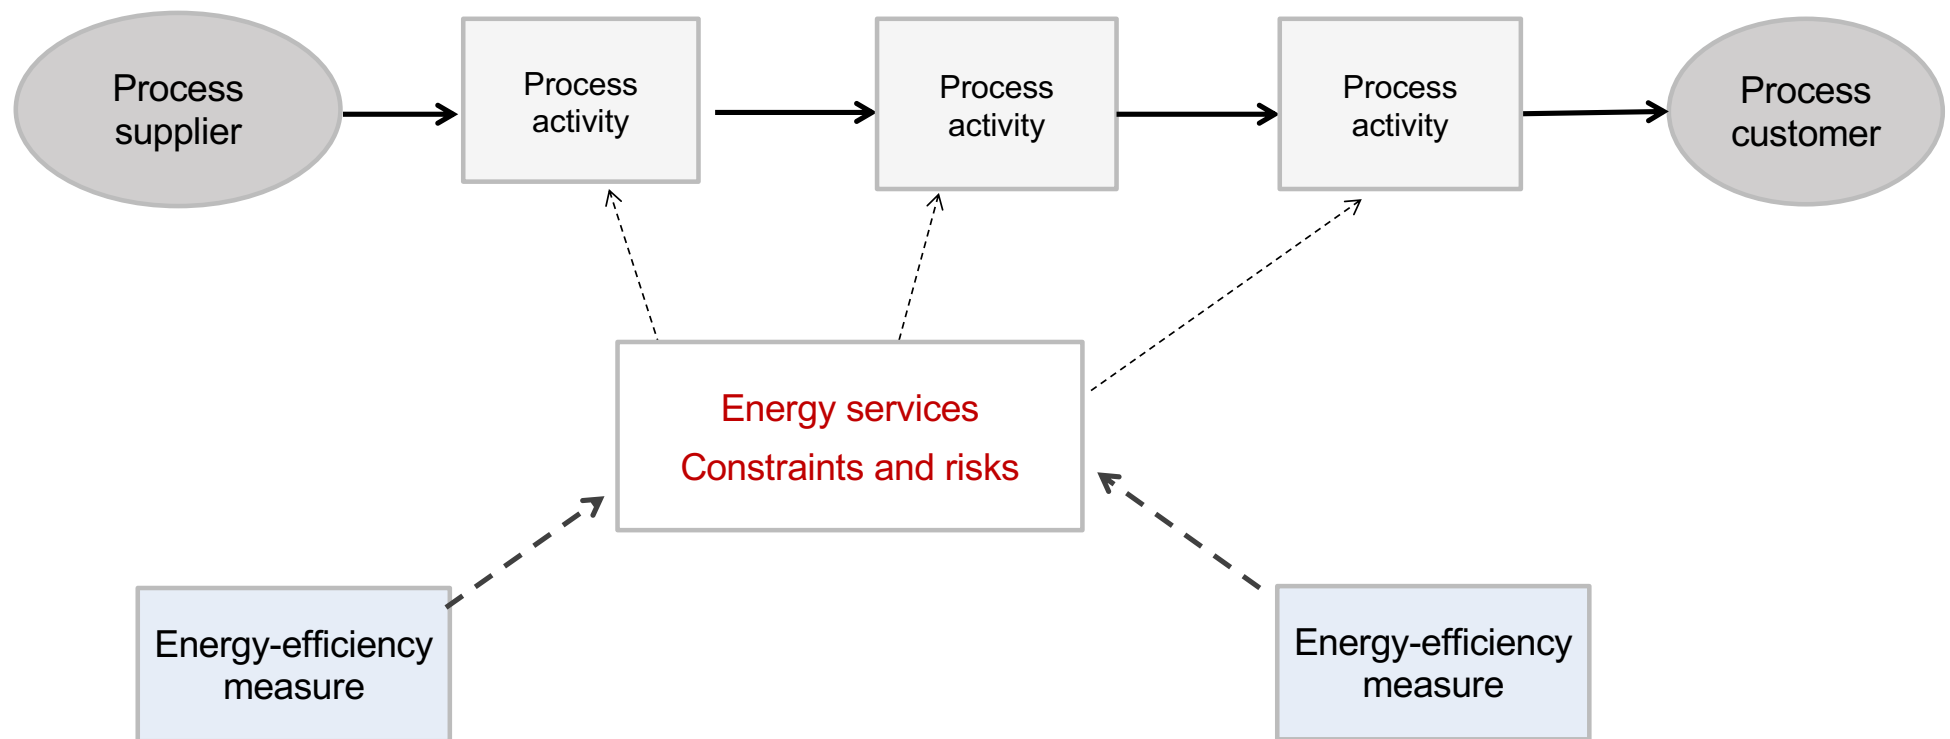 Process
supplier
Process
activity
Process
activity
Process
activity
Process
customer
Energy services
Constraints and risks
Energy-efficiency
measure
Energy-efficiency
measure